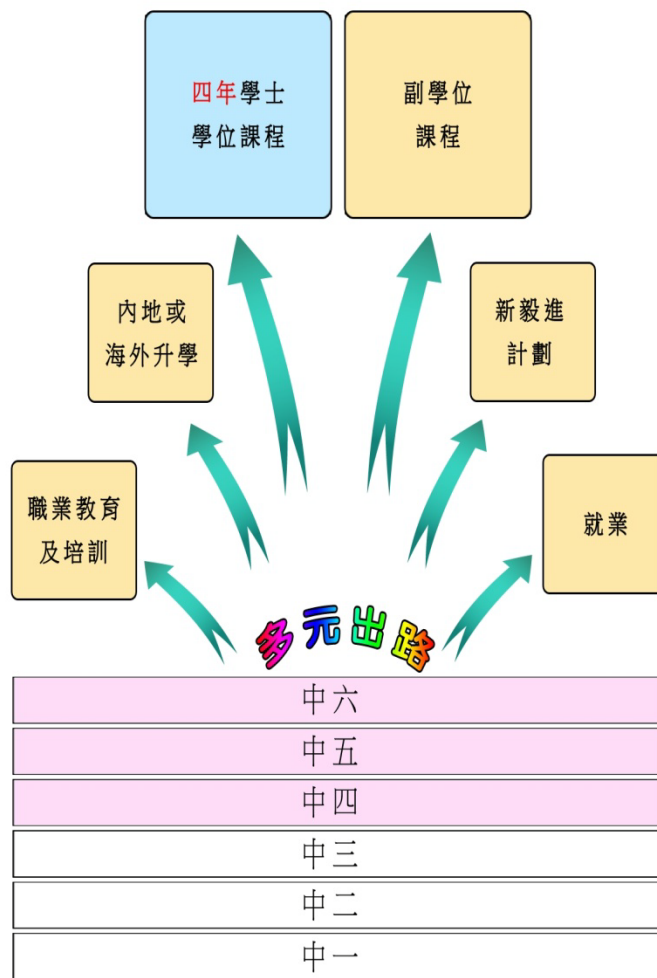 四年學士
學位課程
副學位
課程
內地或
海外升學
新毅進
計劃
職業教育
及培訓
就業
多元出路
中六
中五
中四
中三
中二
中一